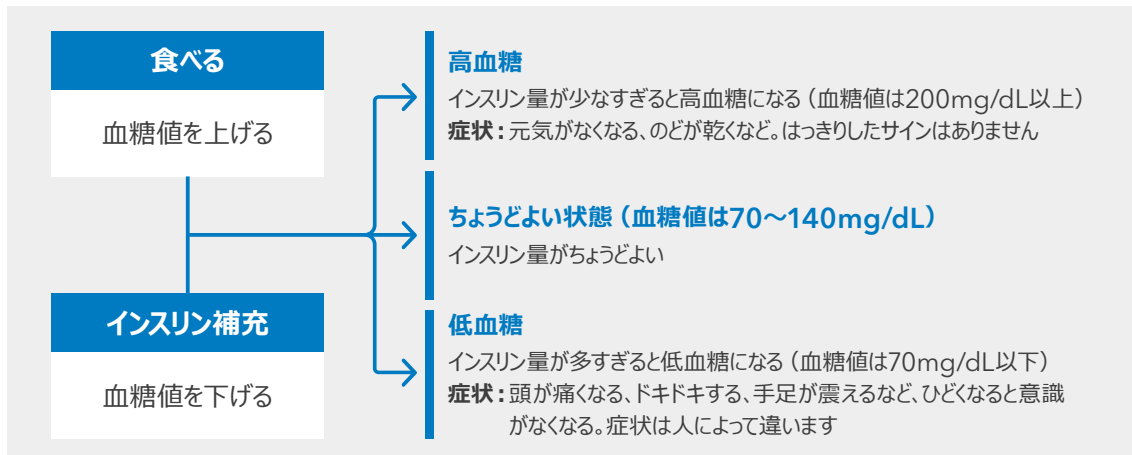 食べる
血糖値を上げる
インスリン補充
血糖値を下げる
高血糖
インスリン量が少なすぎると高血糖になる（血糖値は200mg/dL以上）
症状：元気がなくなる、のどが乾くなど。はっきりしたサインはありません
ちょうどよい状態（血糖値は70〜140mg/dL）
インスリン量がちょうどよい
低血糖
インスリン量が多すぎると低血糖になる（血糖値は70mg/dL以下）
症状：頭が痛くなる、ドキドキする、手足が震えるなど、ひどくなると意識
がなくなる。症状は人によって違います